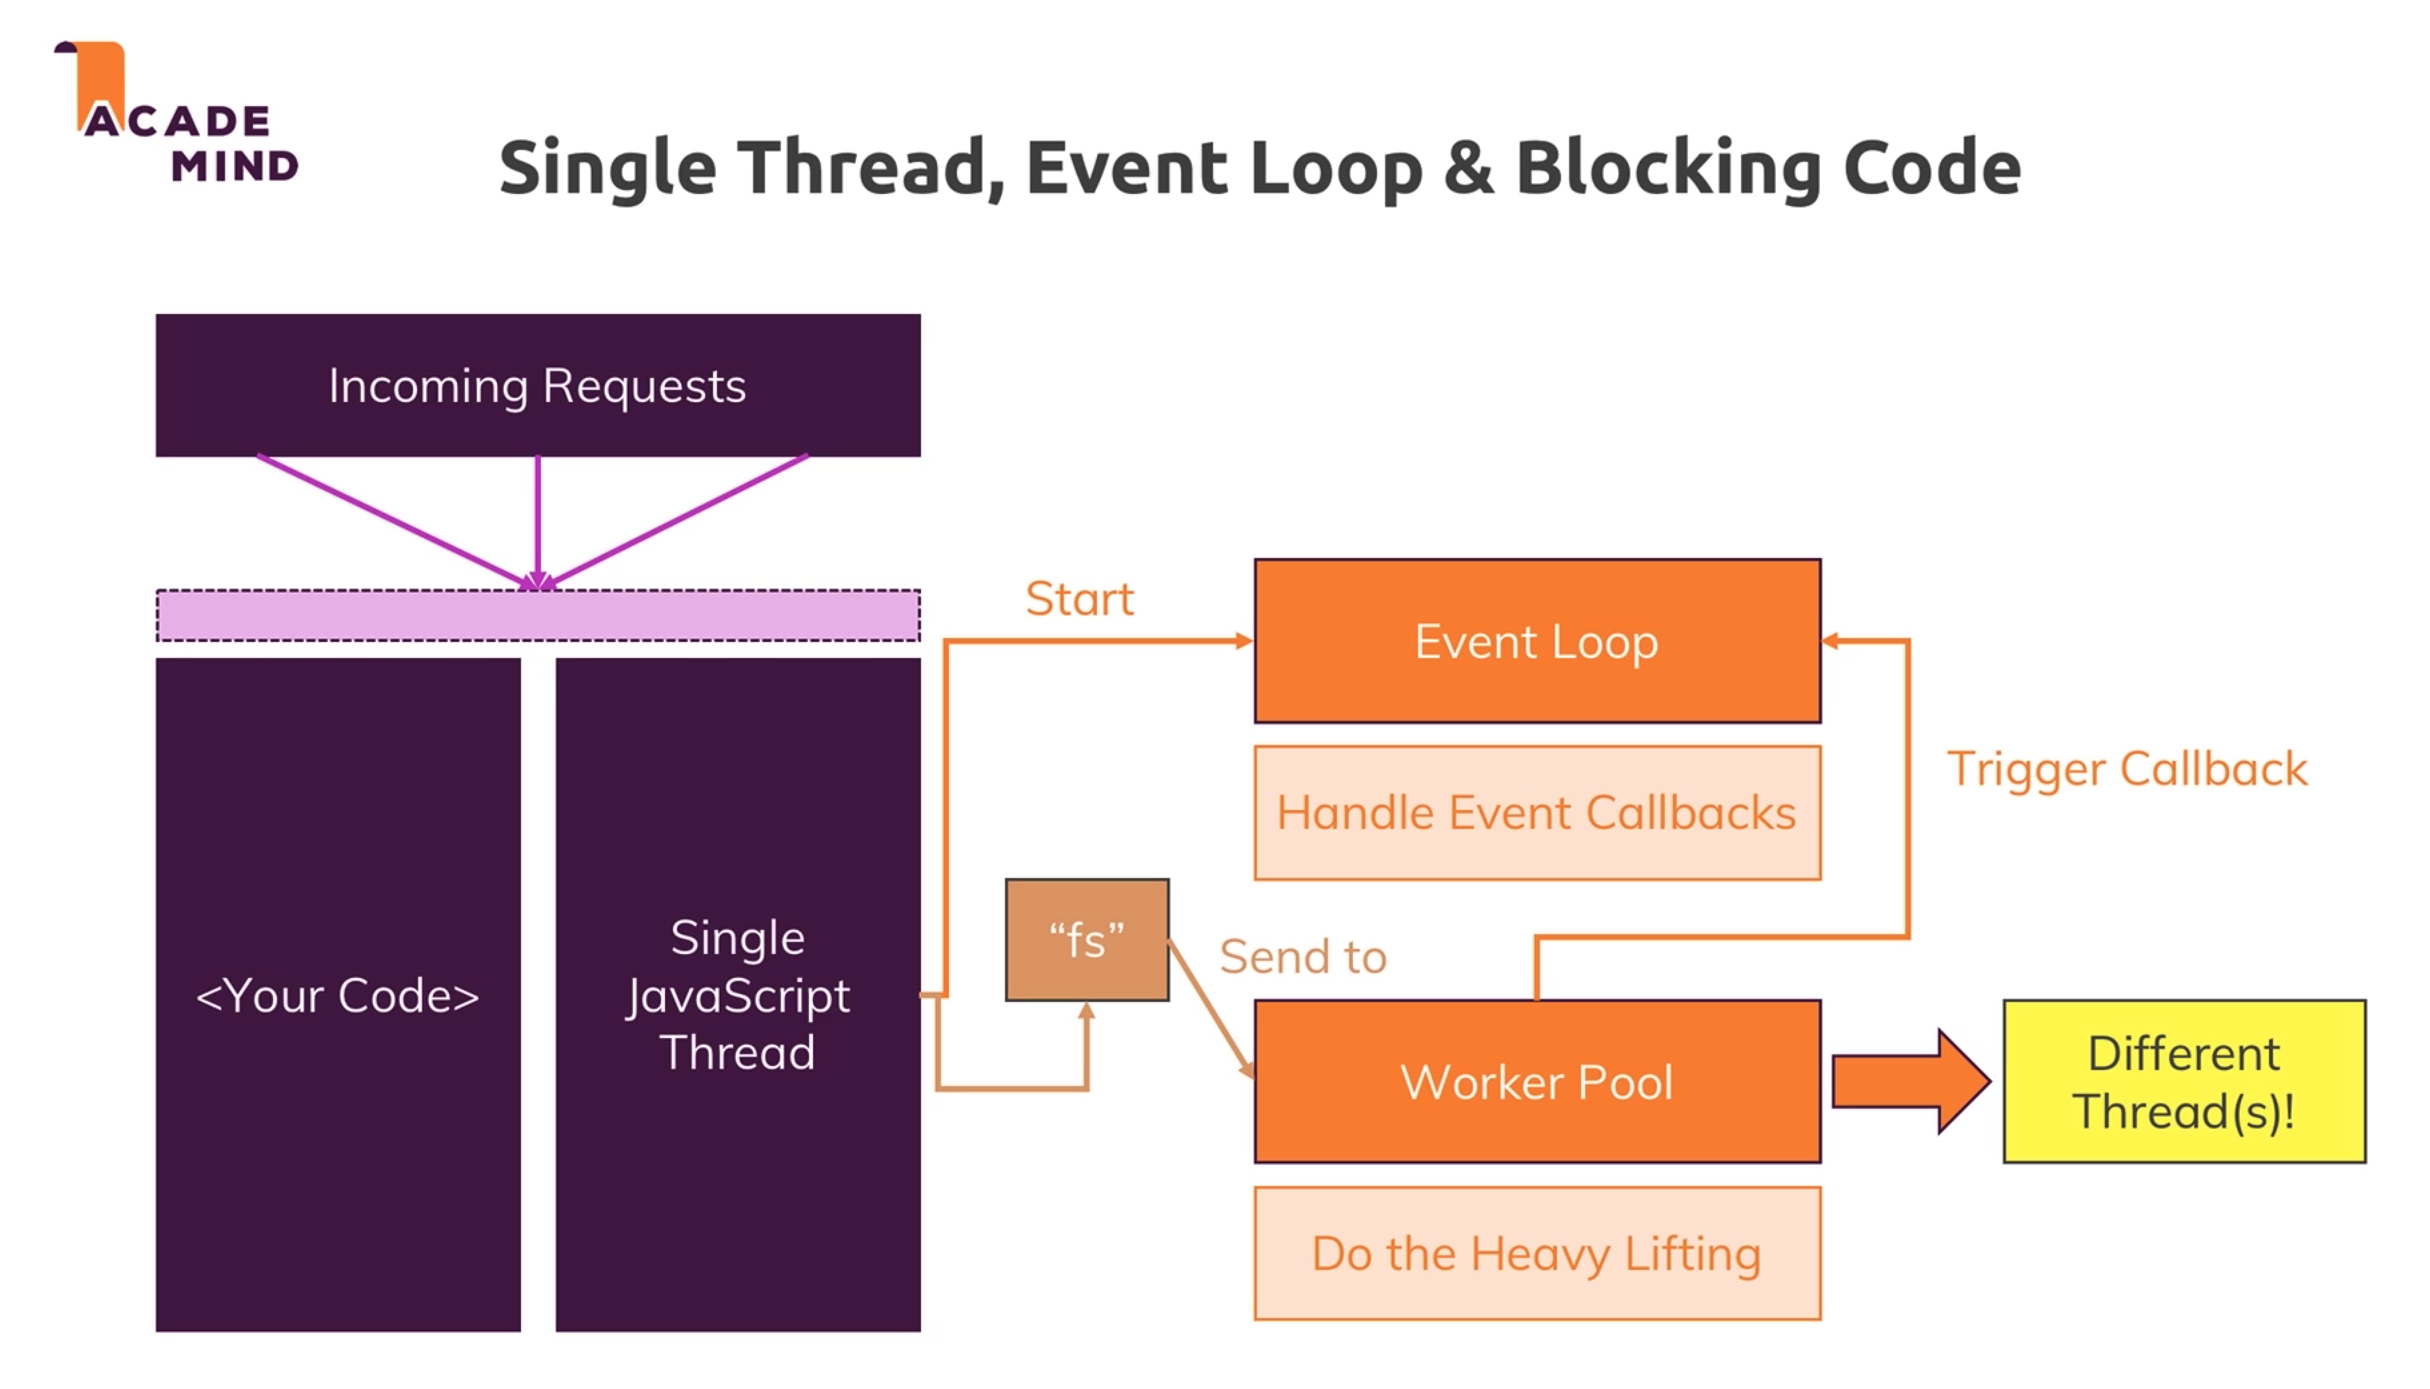 ACADE
MIND
Single Thread, Event Loop & Blocking Code
Incoming Requests
Start
Event Loop
Trigger Callback
Handle Event Callbacks
<Your Code>
Single
JavaScript
Thread
“fs”
Send to
Worker Pool
Different
Thread(s)!
Do the Heavy Lifting